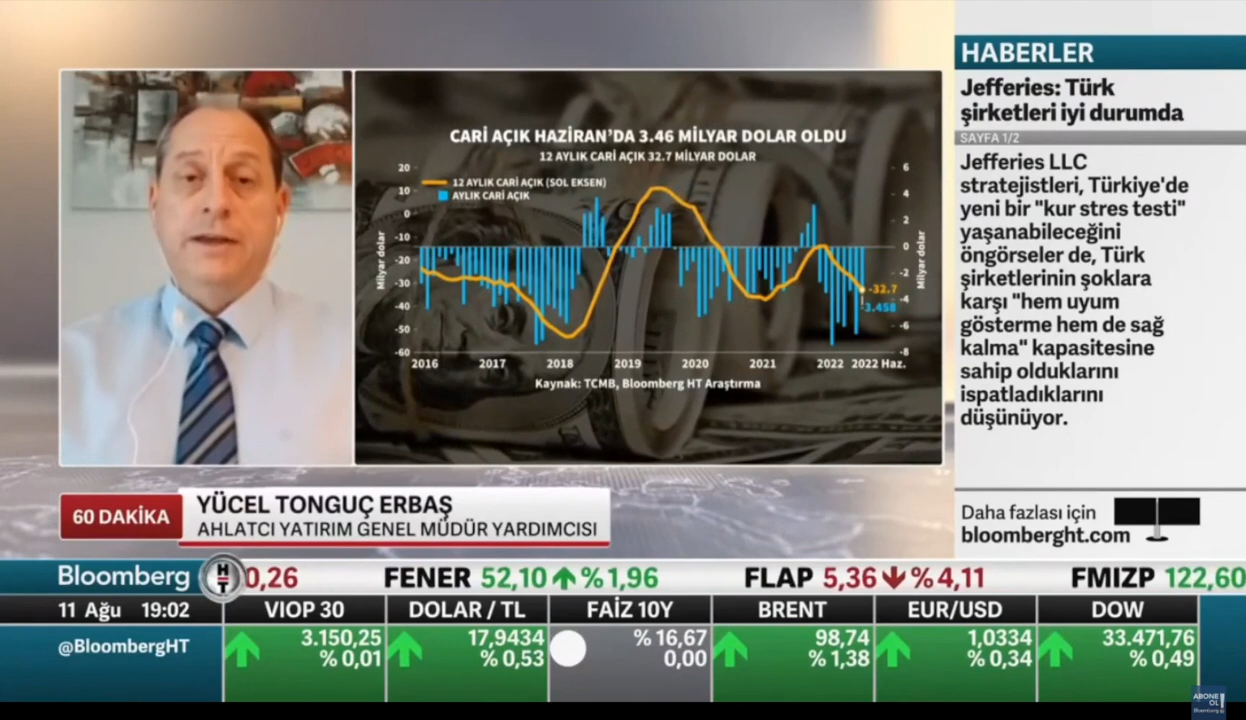 HABERLER
Jefferies: Türk
şirketleri iyi durumda
SAYFA 1/2
Jefferies LLC
stratejistleri, Türkiye'de
yeni bir "kur stres testi"
yaşanabileceğini
öngörseler de, Türk
şirketlerinin şoklara
karşı "hem uyum
gösterme hem de sağ
kalma" kapasitesine
sahip olduklarını
ispatladıklarını
düşünüyor.
Daha fazlası için
bloomberght.com
CARİ AÇIK HAZİRAN'DA 3.46 MİLYAR DOLAR OLDU
12 AYLIK CARİ AÇIK 32.7 MİLYAR DOLAR
12 AYLIK CARİ AÇIK (SOL EKSEN)
AYLIK CARİ AÇIK
Milyar dolar
20
10
0
-10
-20
-30
-40
-50
-60
6
4
2
0
-2
-4
-6
-8
Milyar dolar
-32.7
-3.458
2016 2017 2018 2019 2020 2021 2022 2022 Haz.
Kaynak: TCMB, Bloomberg HT Araştırma
60 DAKİKA
YÜCEL TONGUÇ ERBAŞ
AHLATCI YATIRIM GENEL MÜDÜR YARDIMCISI
Bloomberg HT 0,26 FENER 52,10 %1,96 FLAP 5,36 %4,11 FMIZP 122,60
11 Ağu 19:02 VIOP 30 DOLAR / TL FAİZ 10Y BRENT EUR/USD DOW
@BloombergHT
3.150,25 17,9434 % 16,67 98,74 1,0334 33.471,76
% 0,01 % 0,53 0,00 % 1,38 % 0,34 % 0,49
ABONE
OL
Bloomberg